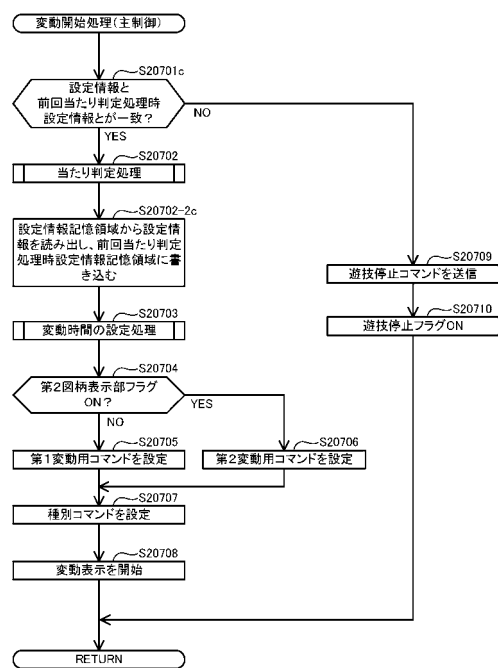 変動開始処理(主制御)
S20701c
設定情報と
前回当たり判定処理時
設定情報とが一致?
NO
YES
S20702
当たり判定処理
S20702-2c
設定情報記憶領域から設定情
報を読み出し、前回当たり判定
処理時設定情報記憶領域に書
き込む
S20709
遊技停止コマンドを送信
S20710
遊技停止フラグON
S20703
変動時間の設定処理
S20704
第2図柄表示部フラグ
ON?
YES
NO
S20705
第1変動用コマンドを設定
S20706
第2変動用コマンドを設定
S20707
種別コマンドを設定
S20708
変動表示を開始
RETURN